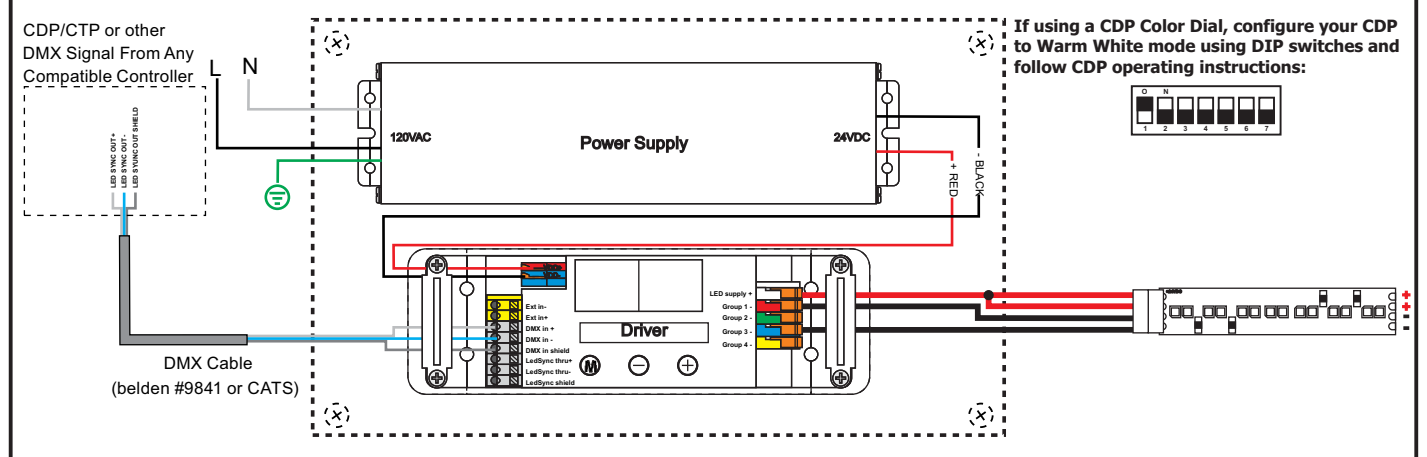 CDP/CTP or other
DMX Signal From Any
Compatible Controller
L
N
If using a CDP Color Dial, configure your CDP
to Warm White mode using DIP switches and
follow CDP operating instructions:
O N
1 2 3 4 5 6 7
LED SYNC OUT+
LED SYNC OUT-
LED SYUNC OUT SHIELD
120VAC
Power Supply
24VDC
- BLACK
+ RED
Ext in-
Ext in+
DMX in +
DMX in -
DMX in shield
LedSync thru+
LedSync thru-
LedSync shield
Driver
M
−
+
LED supply +
Group 1 -
Group 2 -
Group 3 -
Group 4 -
+
+
-
-
DMX Cable
(belden #9841 or CATS)